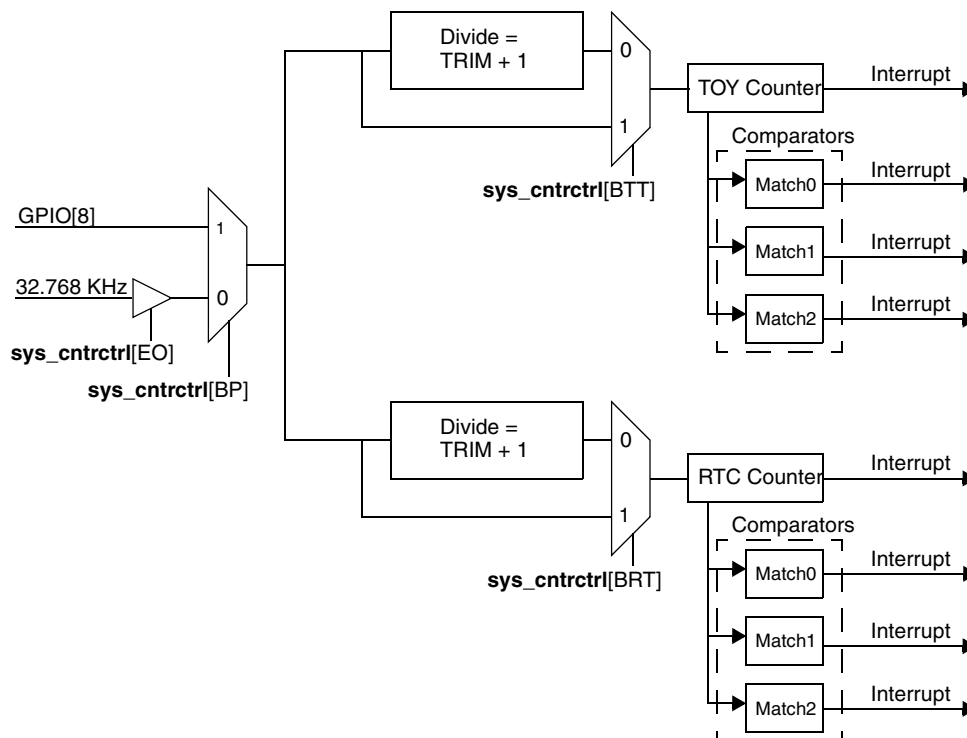 Divide =
TRIM + 1
0
1
TOY Counter
Interrupt
Comparators
Match0
Interrupt
Match1
Interrupt
Match2
Interrupt
sys_cntrctrl[BTT]
GPIO[8]
1
32.768 KHz
0
sys_cntrctrl[EO]
sys_cntrctrl[BP]
Divide =
TRIM + 1
0
1
RTC Counter
Interrupt
Comparators
Match0
Interrupt
Match1
Interrupt
Match2
Interrupt
sys_cntrctrl[BRT]